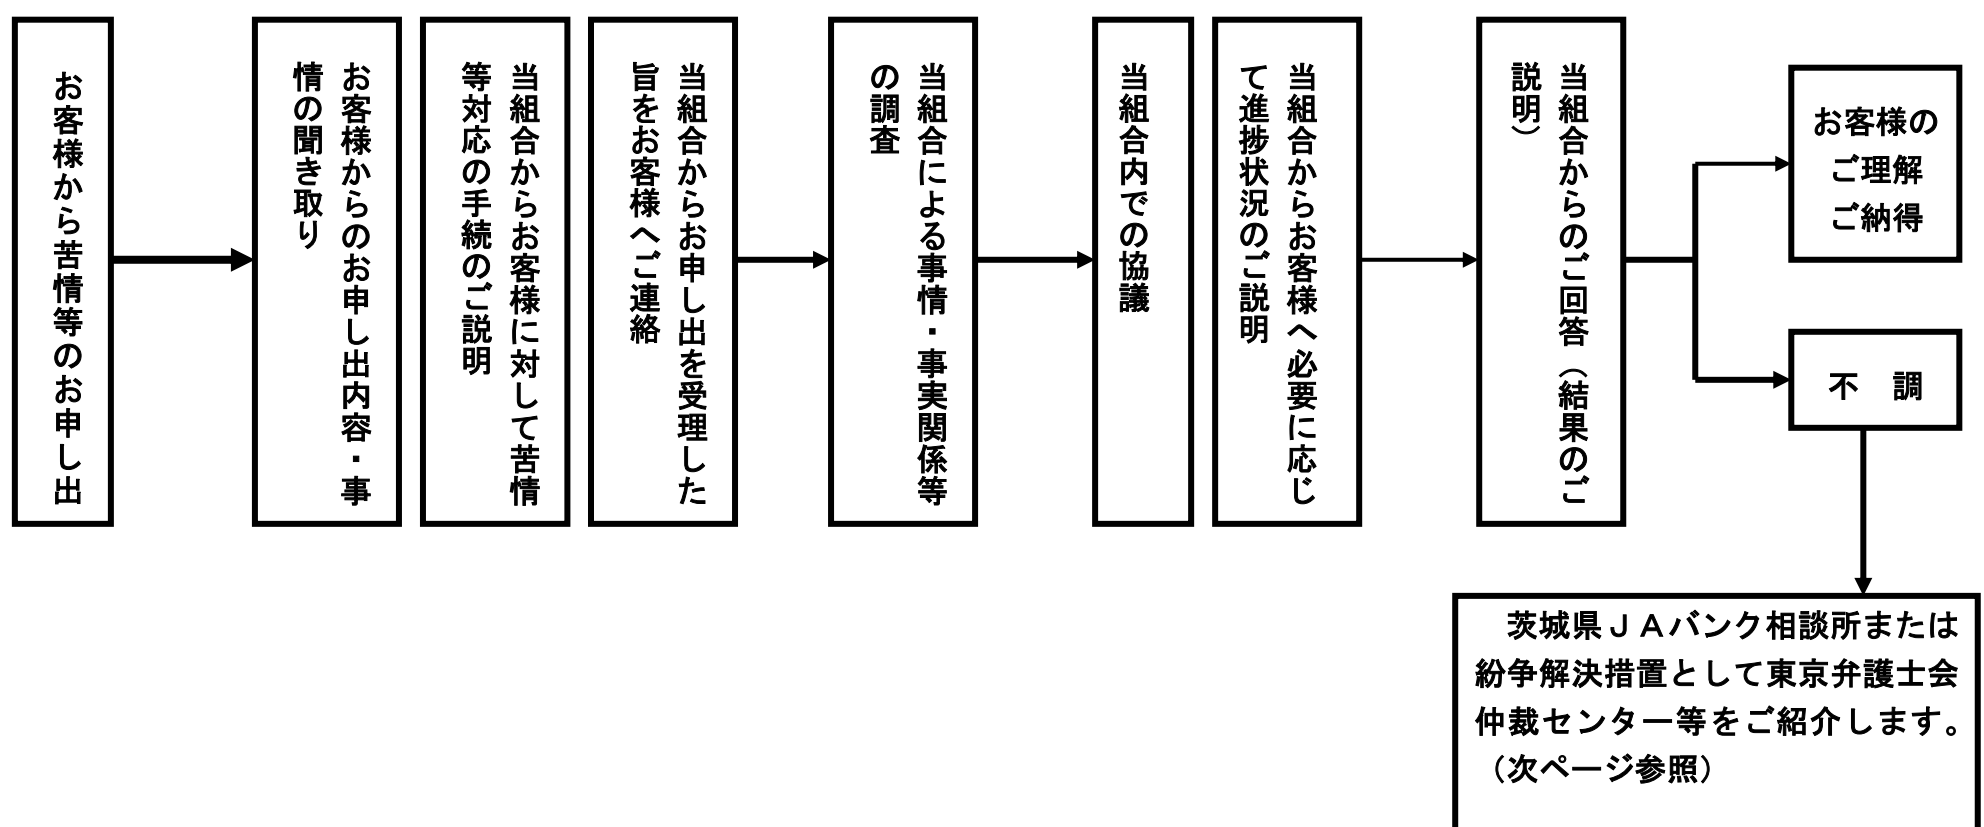 お客様から苦情等のお申し出
お客様からのお申し出内容・事
情の聞き取り
当組合からお客様に対して苦情
等対応の手続のご説明
当組合からお申し出を受理した
旨をお客様へご連絡
当組合による事情・事実関係等
の調査
当組合内での協議
当組合からお客様へ必要に応じ
て進捗状況のご説明
当組合からのご回答（結果のご
説明）
お客様の
ご理解
ご納得
不　調
茨城県ＪＡバンク相談所または
紛争解決措置として東京弁護士会
仲裁センター等をご紹介します。
（次ページ参照）